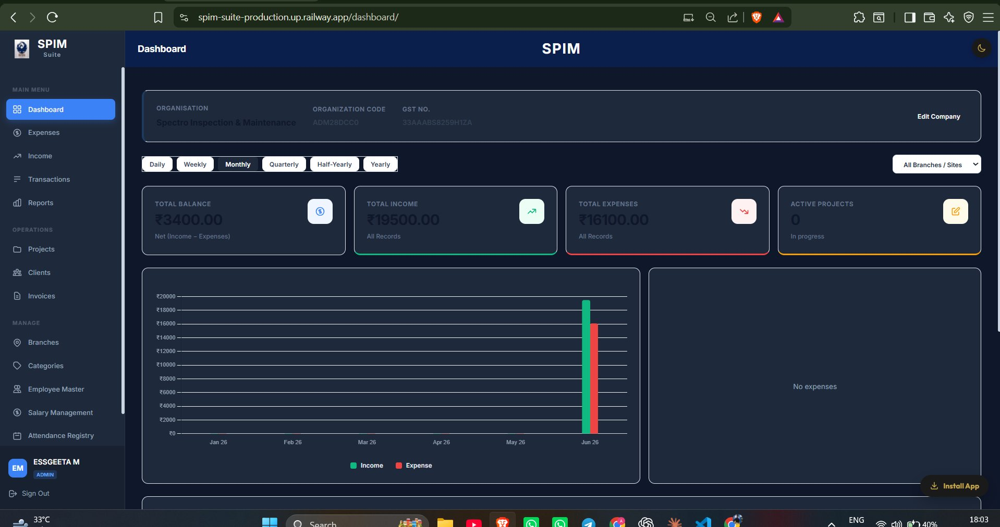 spim-suite-production.up.railway.app/dashboard/
SPIM
Suite
Dashboard
SPIM
MAIN MENU
Dashboard
Expenses
Income
Transactions
Reports
OPERATIONS
Projects
Clients
Invoices
MANAGE
Branches
Categories
Employee Master
Salary Management
Attendance Registry
EM
ESSGEETA M
ADMIN
Sign Out
ORGANISATION
Spectro Inspection & Maintenance
ORGANIZATION CODE
ADM28DCC0
GST NO.
33AAABS8259H1ZA
Edit Company
Daily
Weekly
Monthly
Quarterly
Half-Yearly
Yearly
All Branches / Sites
TOTAL BALANCE
₹3400.00
Net (Income – Expenses)
TOTAL INCOME
₹19500.00
All Records
TOTAL EXPENSES
₹16100.00
All Records
ACTIVE PROJECTS
0
In progress
₹20000
₹18000
₹16000
₹14000
₹12000
₹10000
₹8000
₹6000
₹4000
₹2000
₹0
Jan 26
Feb 26
Mar 26
Apr 26
May 26
Jun 26
Income
Expense
No expenses
Install App
33°C
Search
ENG
40%
18:03